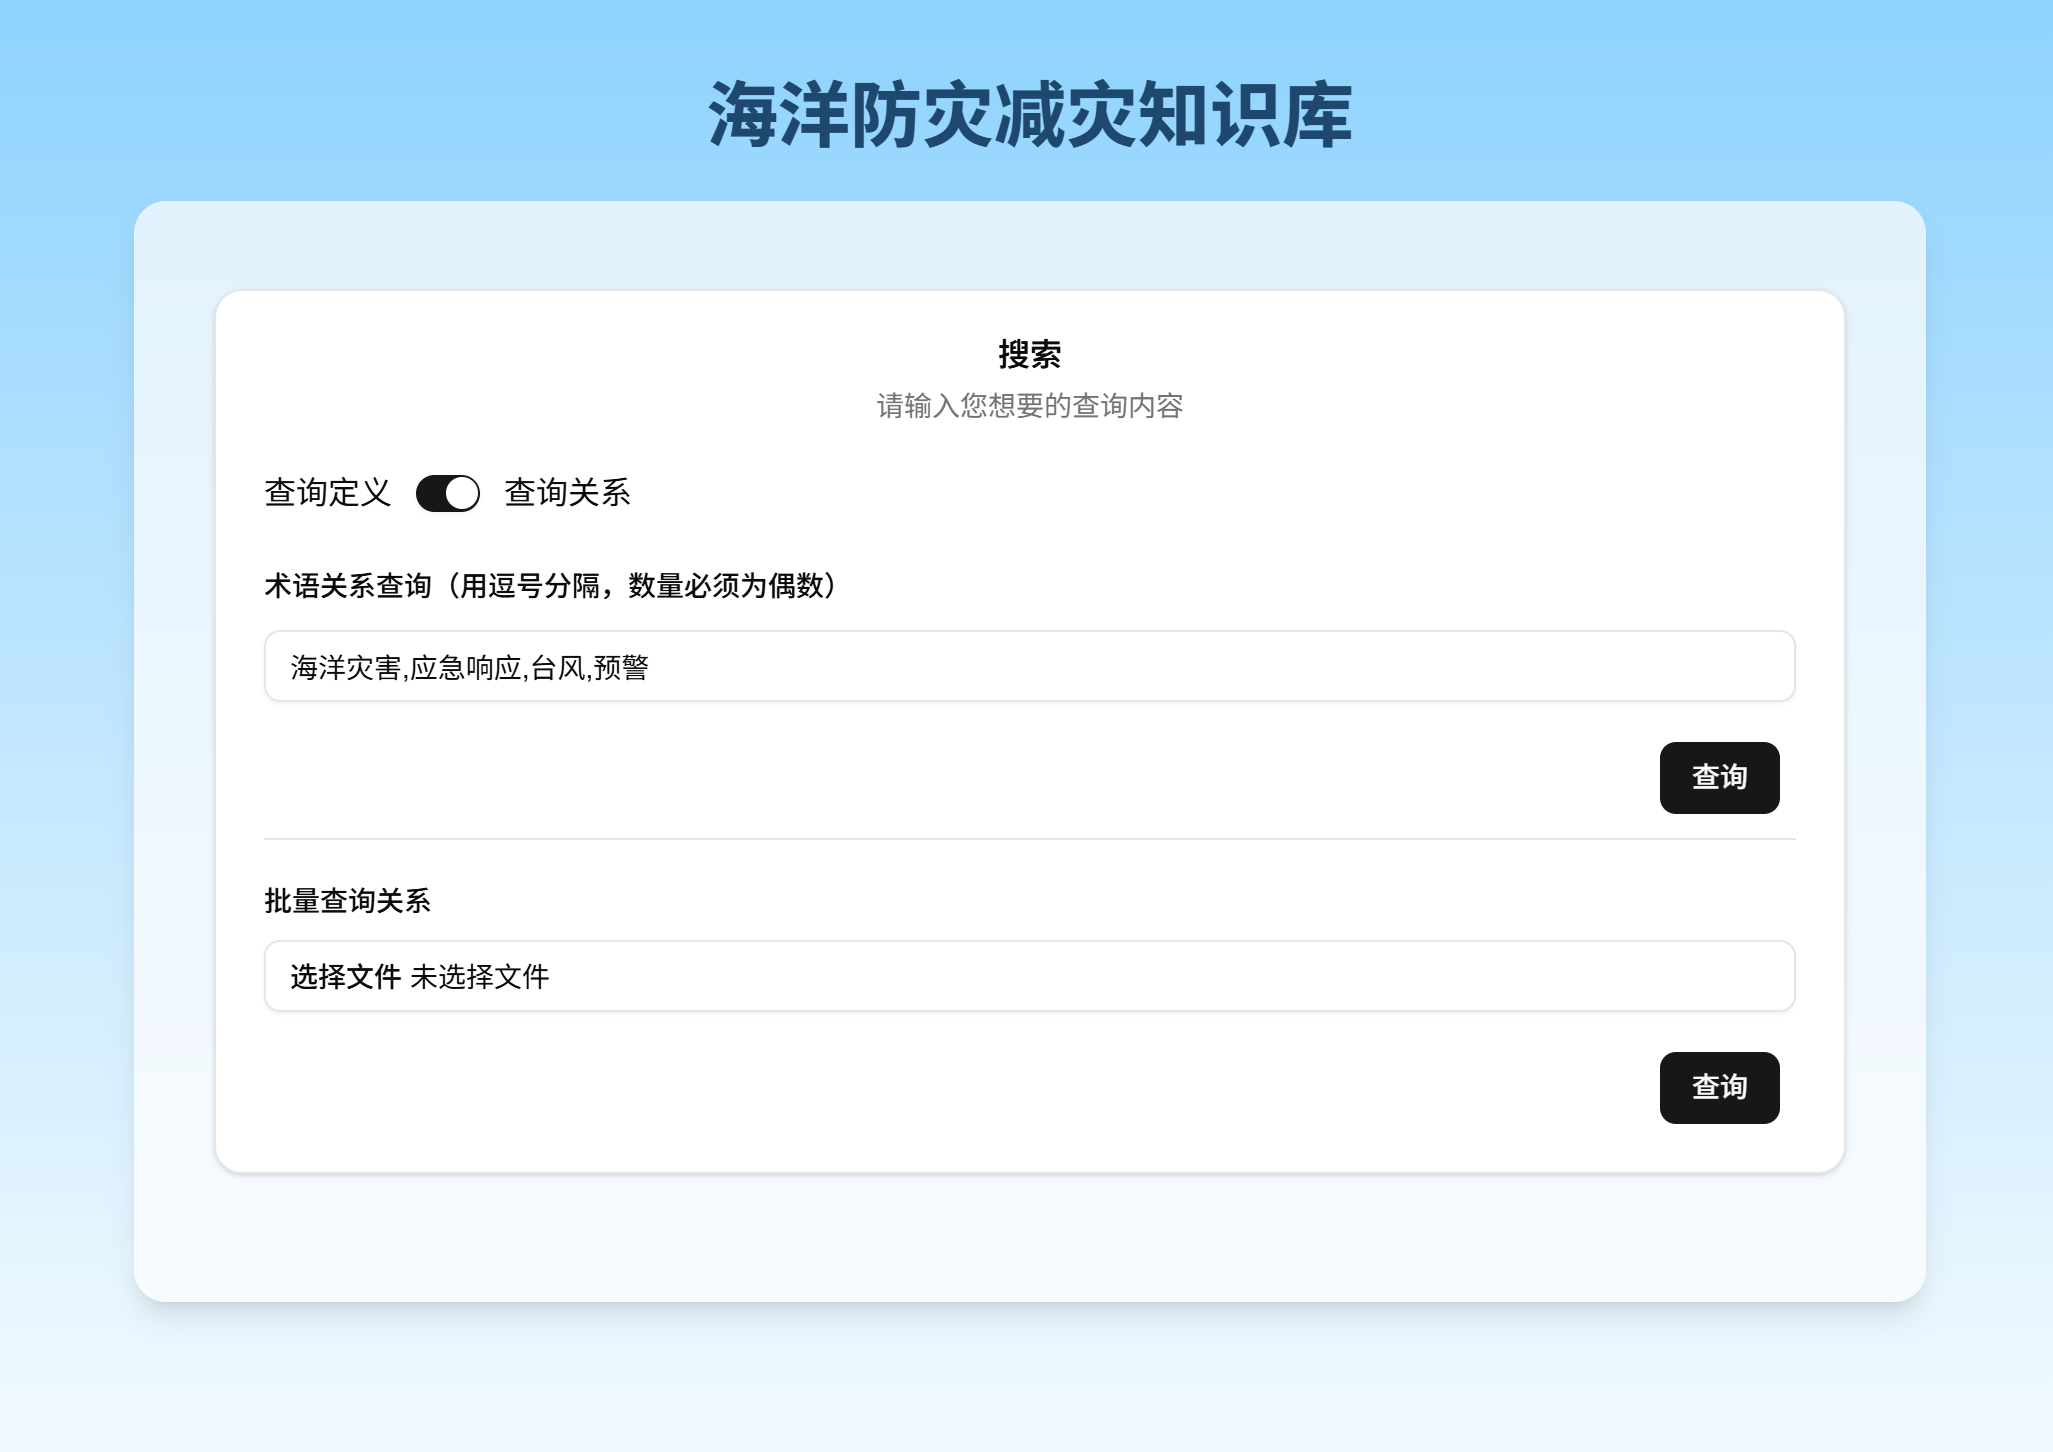 海洋防灾减灾知识库
搜索
请输入您想要的查询内容
查询定义 查询关系
术语关系查询（用逗号分隔，数量必须为偶数）
海洋灾害,应急响应,台风,预警
查询
批量查询关系
选择文件 未选择文件
查询